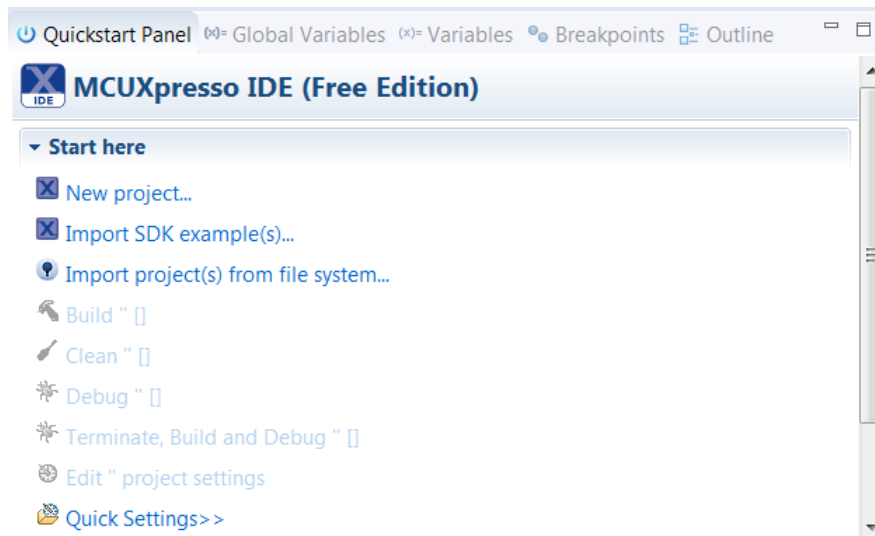 Quickstart Panel (x)= Global Variables (x)= Variables Breakpoints Outline
IDE MCUXpresso IDE (Free Edition)
Start here
New project...
Import SDK example(s)...
Import project(s) from file system...
Build '' []
Clean '' []
Debug '' []
Terminate, Build and Debug '' []
Edit '' project settings
Quick Settings>>